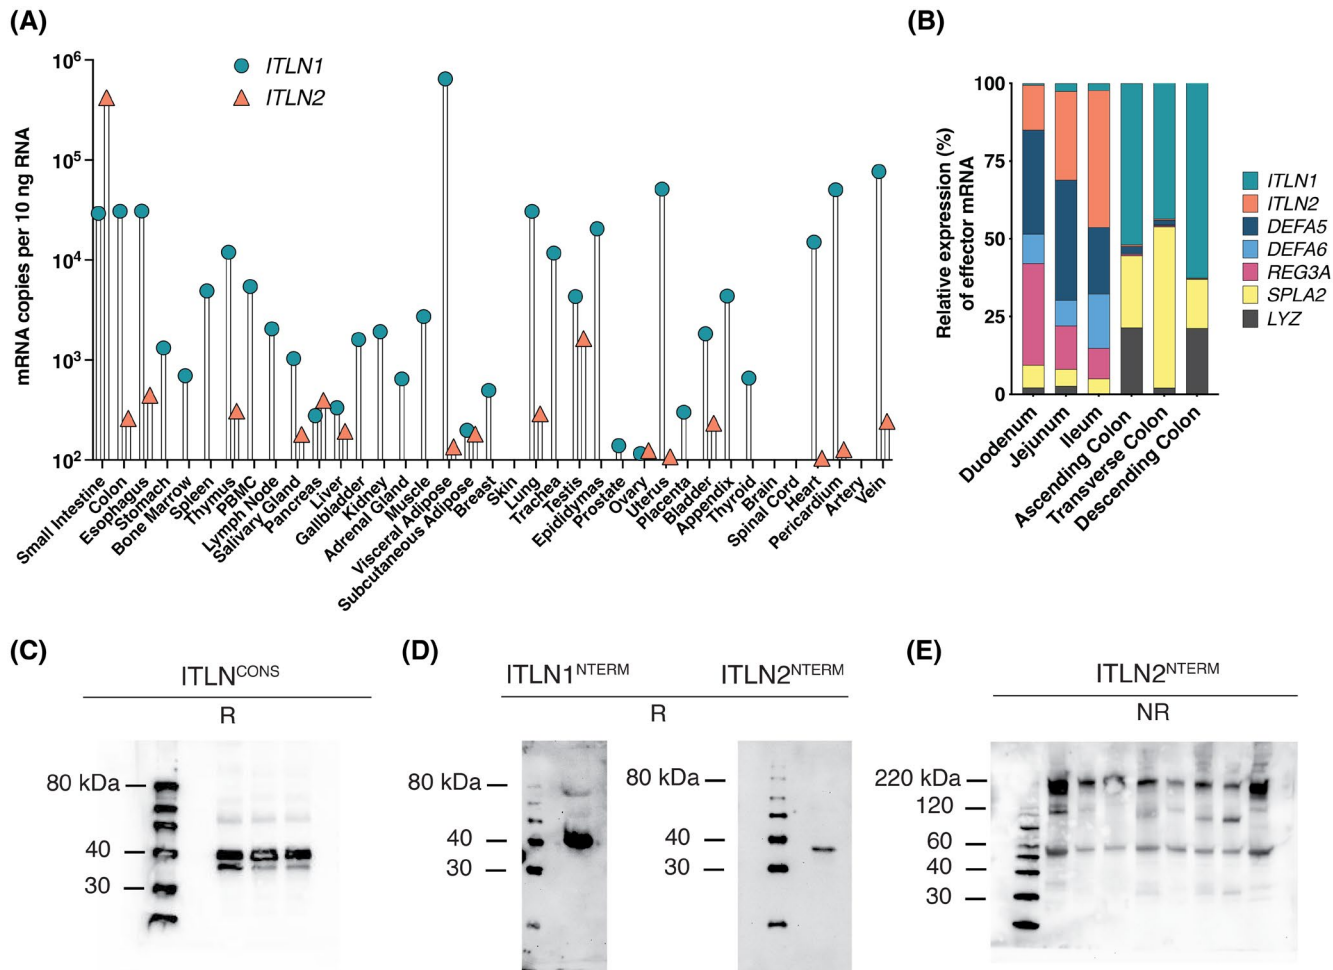 (A)
mRNA copies per 10 ng RNA
10⁶
10⁵
10⁴
10³
10²
ITLN1
ITLN2
Small Intestine
Colon
Esophagus
Stomach
Bone Marrow
Spleen
Thymus
PBMC
Lymph Node
Salivary Gland
Pancreas
Liver
Gallbladder
Kidney
Adrenal Gland
Muscle
Visceral Adipose
Subcutaneous Adipose
Breast
Skin
Lung
Trachea
Testis
Epididymas
Prostate
Ovary
Uterus
Placenta
Bladder
Appendix
Thyroid
Brain
Spinal Cord
Heart
Pericardium
Artery
Vein
(B)
Relative expression (%)
of effector mRNA
100
75
50
25
0
Duodenum
Jejunum
Ileum
Ascending Colon
Transverse Colon
Descending Colon
ITLN1
ITLN2
DEFA5
DEFA6
REG3A
SPLA2
LYZ
(C)
ITLNᶜᴼᴺˢ
R
80 kDa
40
30
(D)
ITLN1ᴺᵀᴱᴿᴹ ITLN2ᴺᵀᴱᴿᴹ
R
80 kDa
40
30
80 kDa
40
30
(E)
ITLN2ᴺᵀᴱᴿᴹ
NR
220 kDa
120
60
40
30